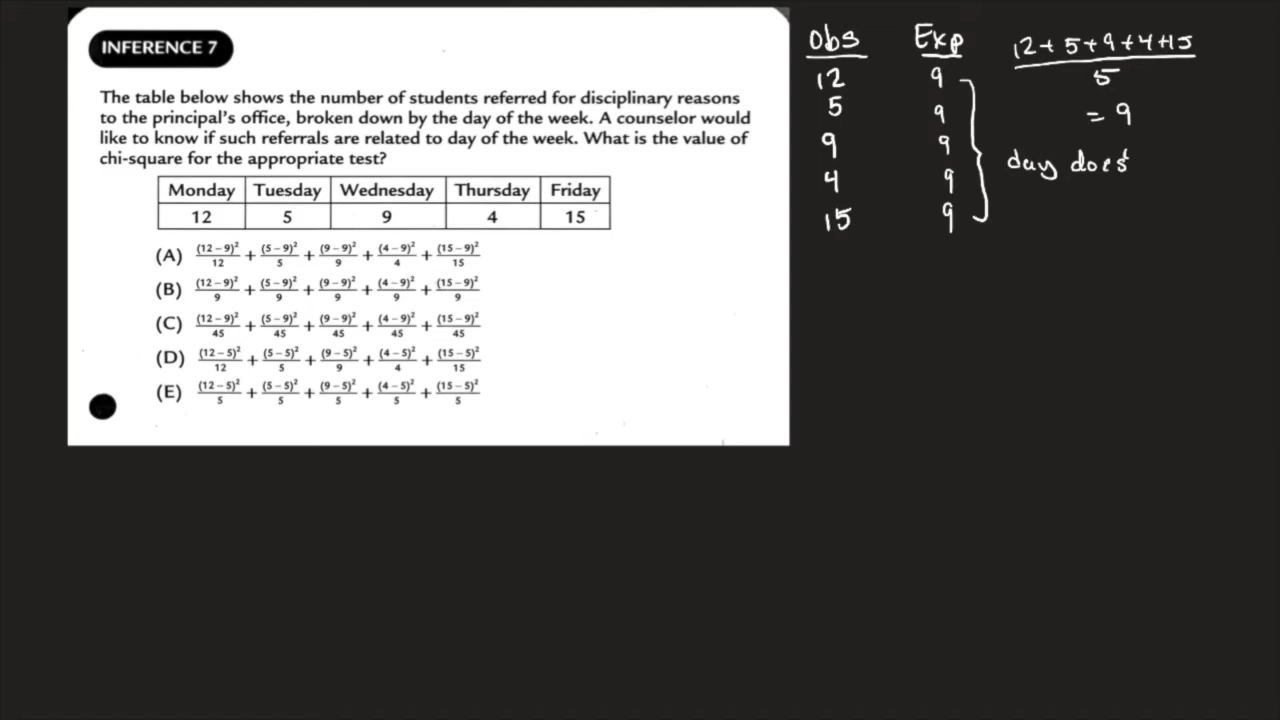 INFERENCE 7
The table below shows the number of students referred for disciplinary reasons
to the principal's office, broken down by the day of the week. A counselor would
like to know if such referrals are related to day of the week. What is the value of
chi-square for the appropriate test?
Monday Tuesday Wednesday Thursday Friday
12 5 9 4 15
(A) (12 – 9)²/12 + (5 – 9)²/5 + (9 – 9)²/9 + (4 – 9)²/4 + (15 – 9)²/15
(B) (12 – 9)²/9 + (5 – 9)²/9 + (9 – 9)²/9 + (4 – 9)²/9 + (15 – 9)²/9
(C) (12 – 9)²/45 + (5 – 9)²/45 + (9 – 9)²/45 + (4 – 9)²/45 + (15 – 9)²/45
(D) (12 – 5)²/12 + (5 – 5)²/5 + (9 – 5)²/9 + (4 – 5)²/4 + (15 – 5)²/15
(E) (12 – 5)²/5 + (5 – 5)²/5 + (9 – 5)²/5 + (4 – 5)²/5 + (15 – 5)²/5
Obs Exp
12 9
5 9
9 9
4 9
15 9
12 + 5 + 9 + 4 + 15
5
= 9
day does